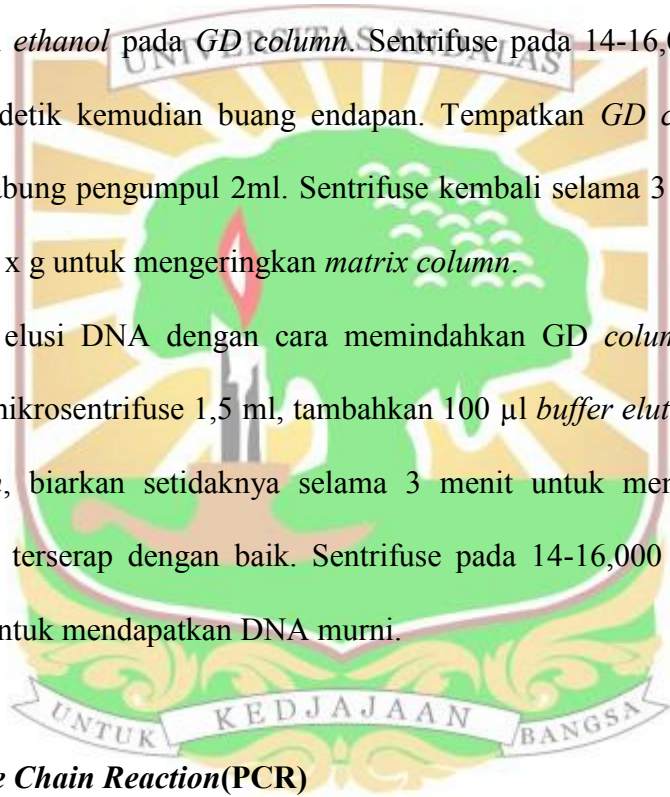 ethanol pada GD column. Sentrifuse pada 14-16,0
UNIVERSITAS ANDALAS
detik kemudian buang endapan. Tempatkan GD c
abung pengumpul 2ml. Sentrifuse kembali selama 3
x g untuk mengeringkan matrix column.
elusi DNA dengan cara memindahkan GD colum
mikrosentrifuse 1,5 ml, tambahkan 100 µl buffer elut
, biarkan setidaknya selama 3 menit untuk men
terserap dengan baik. Sentrifuse pada 14-16,000
ntuk mendapatkan DNA murni.
UNTUK KEDJAJAAN BANGSA
e Chain Reaction(PCR)